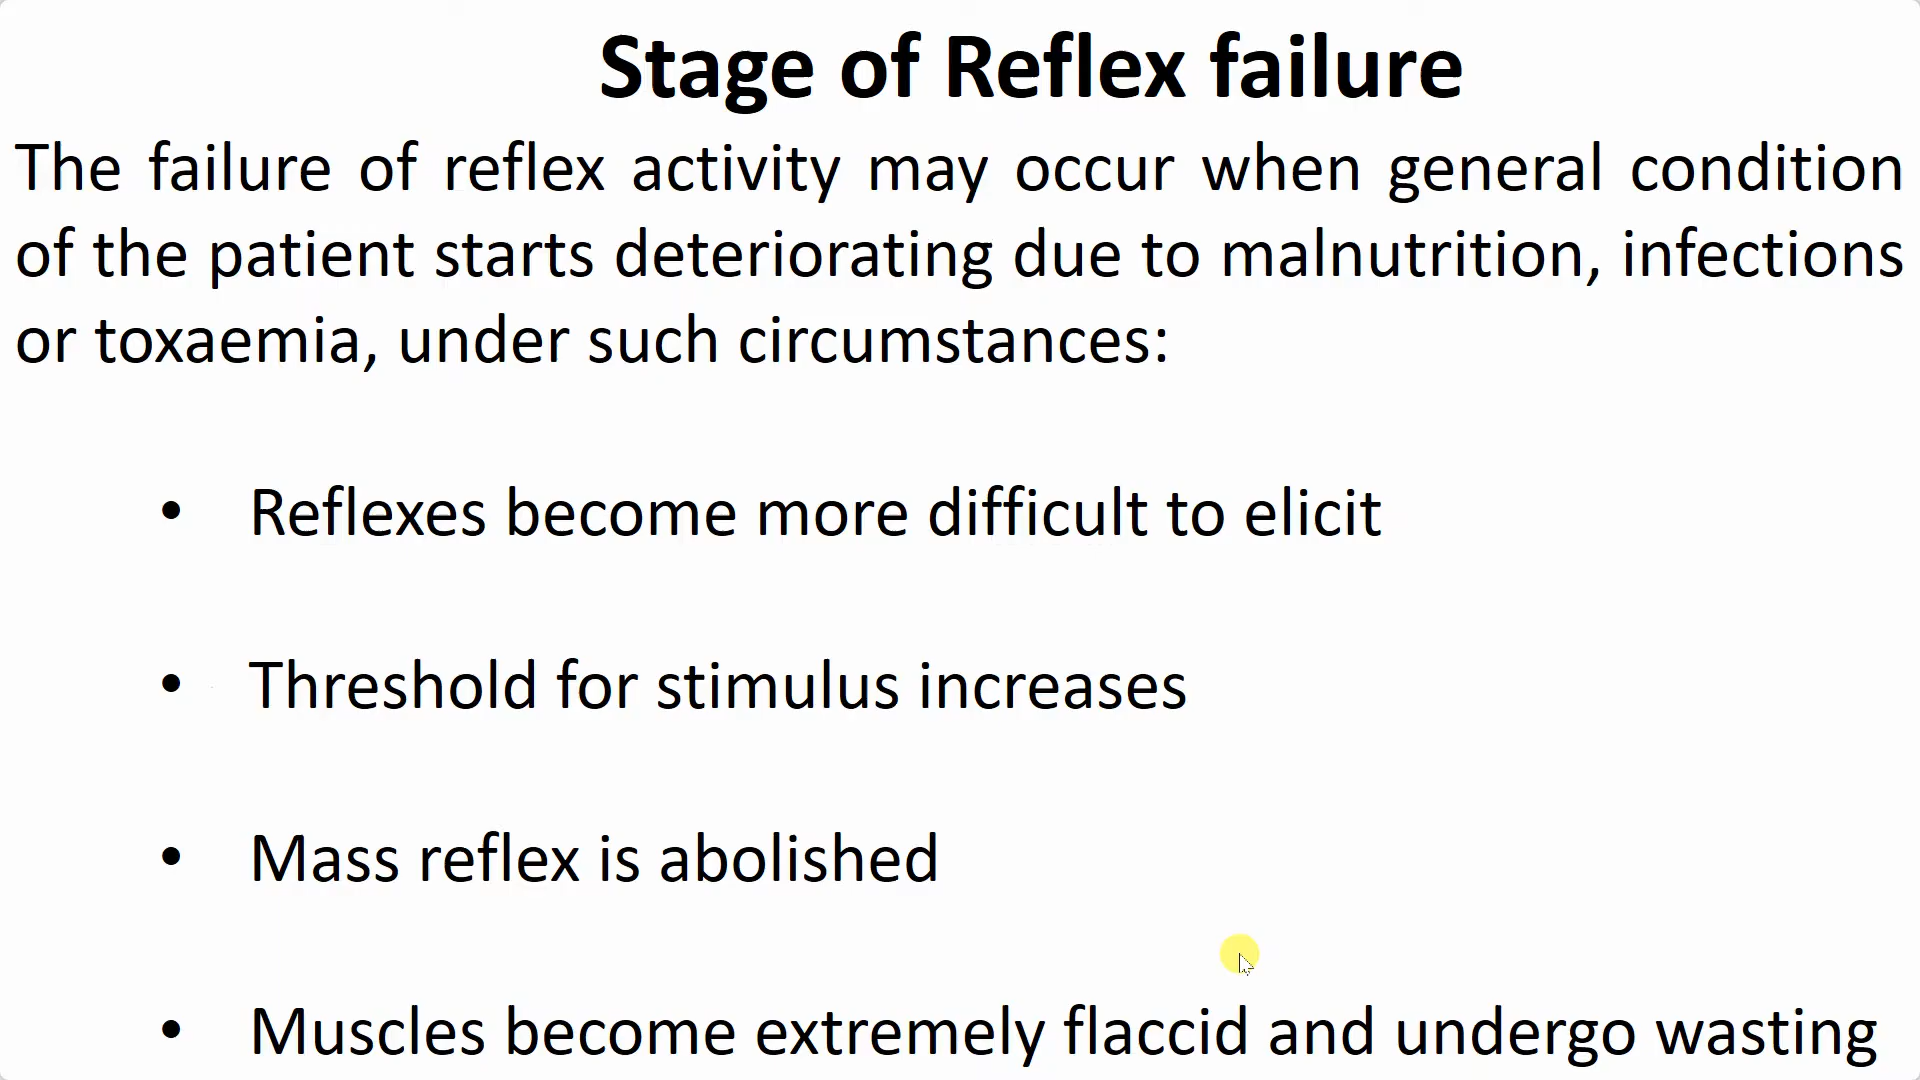 Stage of Reflex failure
The failure of reflex activity may occur when general condition
of the patient starts deteriorating due to malnutrition, infections
or toxaemia, under such circumstances:
• Reflexes become more difficult to elicit
• Threshold for stimulus increases
• Mass reflex is abolished
• Muscles become extremely flaccid and undergo wasting